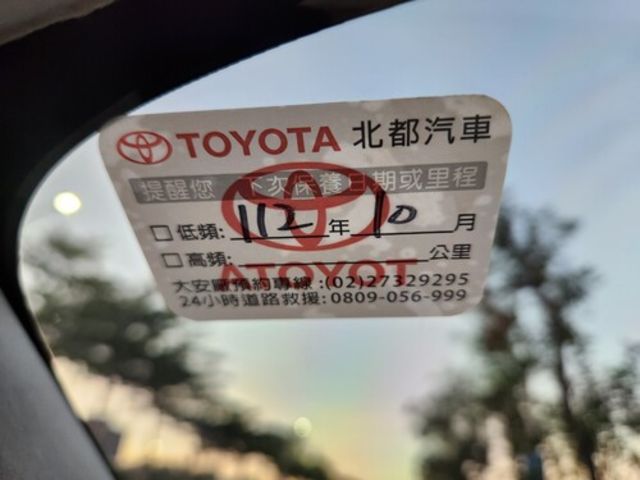 TOYOTA 北都汽車
提醒您 下次保養日期或里程
□低頻: 112 年 10 月
□高頻: 公里
TOYOTA
大安廠預約專線:(02)27329295
24小時道路救援:0809-056-999